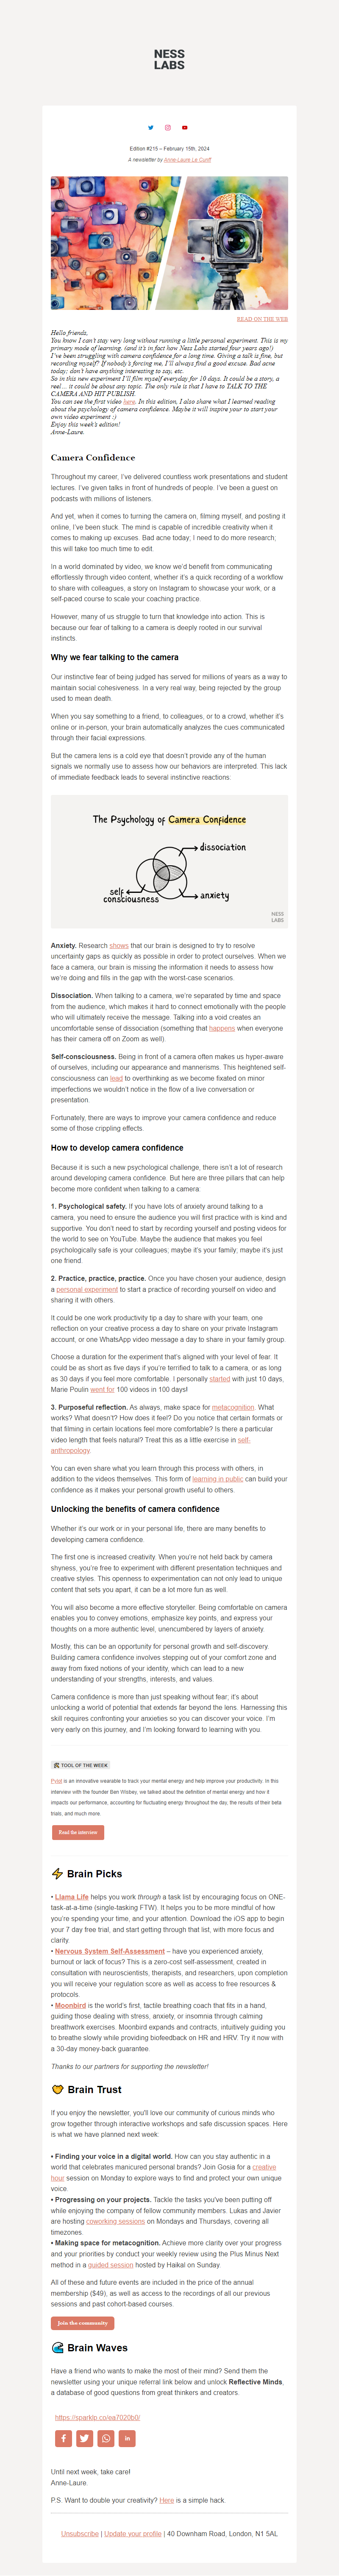 NESS
LABS
Edition #215 – February 15th, 2024
A newsletter by Anne-Laure Le Cunff
READ ON THE WEB
Hello friends,
You know I can't stay very long without running a little personal experiment. This is my
primary mode of learning. (and it's in fact how Ness Labs started four years ago!)
I've been struggling with camera confidence for a long time. Giving a talk is fine, but
recording myself? If nobody's forcing me, I'll always find a good excuse. Bad acne
today; don't have anything interesting to say, etc.
So in this new experiment I'll film myself everyday for 10 days. It could be a story, a
reel… it could be about any topic. The only rule is that I have to TALK TO THE
CAMERA AND HIT PUBLISH.
You can see the first video here. In this edition, I also share what I learned reading
about the psychology of camera confidence. Maybe it will inspire your to start your
own video experiment :)
Enjoy this week's edition!
Anne-Laure.
Camera Confidence
Throughout my career, I've delivered countless work presentations and student
lectures. I've given talks in front of hundreds of people. I've been a guest on
podcasts with millions of listeners.
And yet, when it comes to turning the camera on, filming myself, and posting it
online, I've been stuck. The mind is capable of incredible creativity when it
comes to making up excuses. Bad acne today; I need to do more research;
this will take too much time to edit.
In a world dominated by video, we know we'd benefit from communicating
effortlessly through video content, whether it's a quick recording of a workflow
to share with colleagues, a story on Instagram to showcase your work, or a
self-paced course to scale your coaching practice.
However, many of us struggle to turn that knowledge into action. This is
because our fear of talking to a camera is deeply rooted in our survival
instincts.
Why we fear talking to the camera
Our instinctive fear of being judged has served for millions of years as a way to
maintain social cohesiveness. In a very real way, being rejected by the group
used to mean death.
When you say something to a friend, to colleagues, or to a crowd, whether it's
online or in-person, your brain automatically analyzes the cues communicated
through their facial expressions.
But the camera lens is a cold eye that doesn't provide any of the human
signals we normally use to assess how our behaviors are interpreted. This lack
of immediate feedback leads to several instinctive reactions:
The Psychology of Camera Confidence
dissociation
self
consciousness
anxiety
NESS
LABS
Anxiety. Research shows that our brain is designed to try to resolve
uncertainty gaps as quickly as possible in order to protect ourselves. When we
face a camera, our brain is missing the information it needs to assess how
we're doing and fills in the gap with the worst-case scenarios.
Dissociation. When talking to a camera, we're separated by time and space
from the audience, which makes it hard to connect emotionally with the people
who will ultimately receive the message. Talking into a void creates an
uncomfortable sense of dissociation (something that happens when everyone
has their camera off on Zoom as well).
Self-consciousness. Being in front of a camera often makes us hyper-aware
of ourselves, including our appearance and mannerisms. This heightened self-
consciousness can lead to overthinking as we become fixated on minor
imperfections we wouldn't notice in the flow of a live conversation or
presentation.
Fortunately, there are ways to improve your camera confidence and reduce
some of those crippling effects.
How to develop camera confidence
Because it is such a new psychological challenge, there isn't a lot of research
around developing camera confidence. But here are three pillars that can help
become more confident when talking to a camera:
1. Psychological safety. If you have lots of anxiety around talking to a
camera, you need to ensure the audience you will first practice with is kind and
supportive. You don't need to start by recording yourself and posting videos for
the world to see on YouTube. Maybe the audience that makes you feel
psychologically safe is your colleagues; maybe it's your family; maybe it's just
one friend.
2. Practice, practice, practice. Once you have chosen your audience, design
a personal experiment to start a practice of recording yourself on video and
sharing it with others.
It could be one work productivity tip a day to share with your team, one
reflection on your creative process a day to share on your private Instagram
account, or one WhatsApp video message a day to share in your family group.
Choose a duration for the experiment that's aligned with your level of fear. It
could be as short as five days if you're terrified to talk to a camera, or as long
as 30 days if you feel more comfortable. I personally started with just 10 days;
Marie Poulin went for 100 videos in 100 days!
3. Purposeful reflection. As always, make space for metacognition. What
works? What doesn't? How does it feel? Do you notice that certain formats or
that filming in certain locations feel more comfortable? Is there a particular
video length that feels natural? Treat this as a little exercise in self-
anthropology.
You can even share what you learn through this process with others, in
addition to the videos themselves. This form of learning in public can build your
confidence as it makes your personal growth useful to others.
Unlocking the benefits of camera confidence
Whether it's our work or in your personal life, there are many benefits to
developing camera confidence.
The first one is increased creativity. When you're not held back by camera
shyness, you're free to experiment with different presentation techniques and
creative styles. This openness to experimentation can not only lead to unique
content that sets you apart, it can be a lot more fun as well.
You will also become a more effective storyteller. Being comfortable on camera
enables you to convey emotions, emphasize key points, and express your
thoughts on a more authentic level, unencumbered by layers of anxiety.
Mostly, this can be an opportunity for personal growth and self-discovery.
Building camera confidence involves stepping out of your comfort zone and
away from fixed notions of your identity, which can lead to a new
understanding of your strengths, interests, and values.
Camera confidence is more than just speaking without fear; it's about
unlocking a world of potential that extends far beyond the lens. Harnessing this
skill requires confronting your anxieties so you can discover your voice. I'm
very early on this journey, and I'm looking forward to learning with you.
TOOL OF THE WEEK
Pytid is an innovative wearable to track your mental energy and help improve your productivity. In this
interview with the founder Ben Wisbey, we talked about the definition of mental energy and how it
impacts our performance, accounting for fluctuating energy throughout the day, the results of their beta
trials, and much more.
Read the interview
⚡ Brain Picks
• Llama Life helps you work through a task list by encouraging focus on ONE-
task-at-a-time (single-tasking FTW). It helps you to be more mindful of how
you're spending your time, and your attention. Download the iOS app to begin
your 7 day free trial, and start getting through that list, with more focus and
clarity.
• Nervous System Self-Assessment – have you experienced anxiety,
burnout or lack of focus? This is a zero-cost self-assessment, created in
consultation with neuroscientists, therapists, and researchers, upon completion
you will receive your regulation score as well as access to free resources &
protocols.
• Moonbird is the world's first, tactile breathing coach that fits in a hand,
guiding those dealing with stress, anxiety, or insomnia through calming
breathwork exercises. Moonbird expands and contracts, intuitively guiding you
to breathe slowly while providing biofeedback on HR and HRV. Try it now with
a 30-day money-back guarantee.
Thanks to our partners for supporting the newsletter!
Brain Trust
If you enjoy the newsletter, you'll love our community of curious minds who
grow together through interactive workshops and safe discussion spaces. Here
is what we have planned next week:
• Finding your voice in a digital world. How can you stay authentic in a
world that celebrates manicured personal brands? Join Gosia for a creative
hour session on Monday to explore ways to find and protect your own unique
voice.
• Progressing on your projects. Tackle the tasks you've been putting off
while enjoying the company of fellow community members. Lukas and Javier
are hosting coworking sessions on Mondays and Thursdays, covering all
timezones.
• Making space for metacognition. Achieve more clarity over your progress
and your priorities by conduct your weekly review using the Plus Minus Next
method in a guided session hosted by Haikal on Sunday.
All of these and future events are included in the price of the annual
membership ($49), as well as access to the recordings of all our previous
sessions and past cohort-based courses.
Join the community
🌊 Brain Waves
Have a friend who wants to make the most of their mind? Send them the
newsletter using your unique referral link below and unlock Reflective Minds,
a database of good questions from great thinkers and creators.
https://sparklp.co/ea7020b0/
Until next week, take care!
Anne-Laure.
P.S. Want to double your creativity? Here is a simple hack.
Unsubscribe | Update your profile | 40 Downham Road, London, N1 5AL